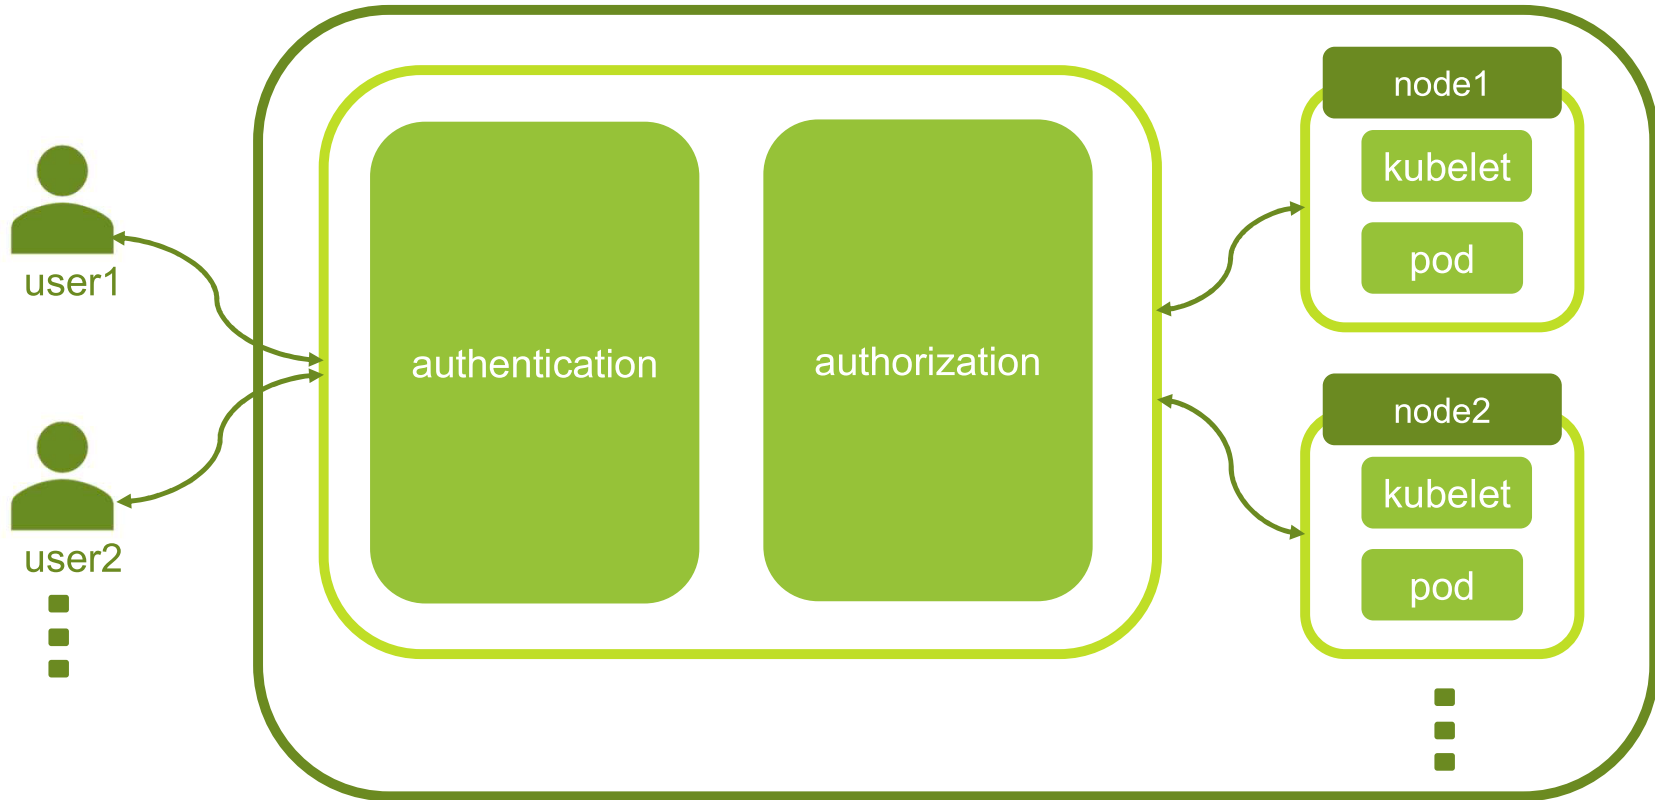 user1
user2
authentication
authorization
node1
kubelet
pod
node2
kubelet
pod